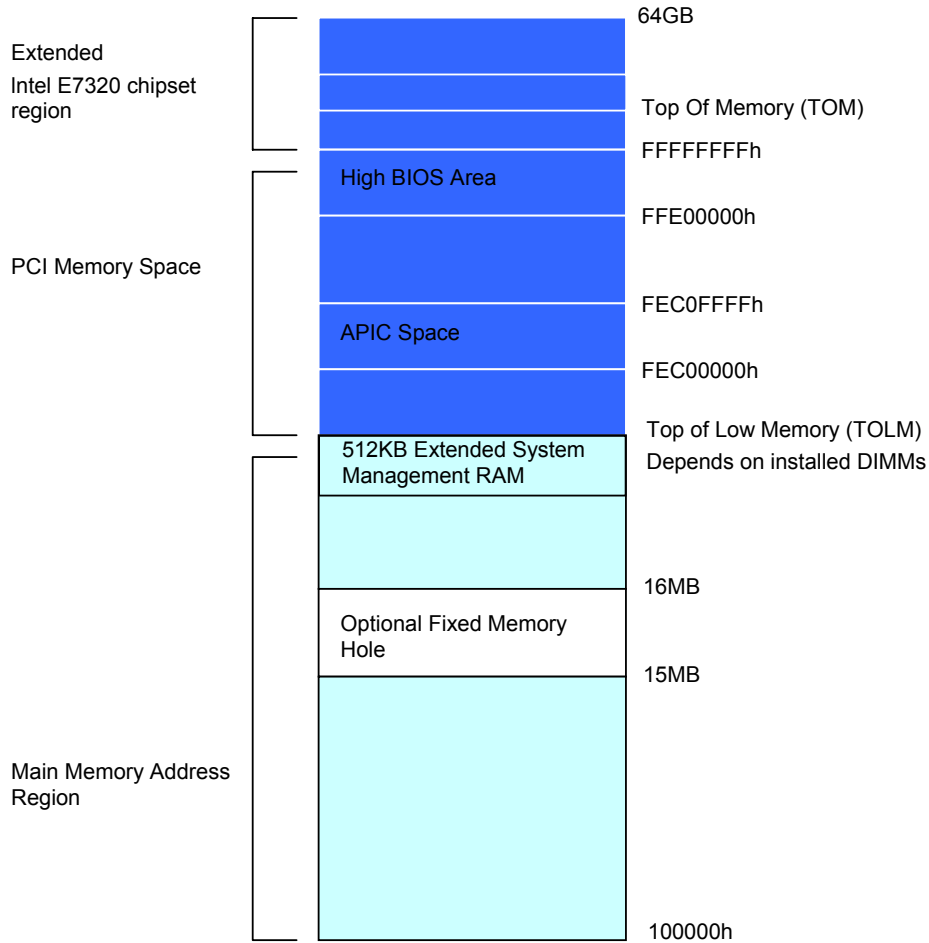 64GB
Extended
Intel E7320 chipset
region
Top Of Memory (TOM)
FFFFFFFFh
High BIOS Area
FFE00000h
PCI Memory Space
FEC0FFFFh
APIC Space
FEC00000h
Top of Low Memory (TOLM)
Depends on installed DIMMs
512KB Extended System
Management RAM
16MB
Optional Fixed Memory
Hole
15MB
Main Memory Address
Region
100000h